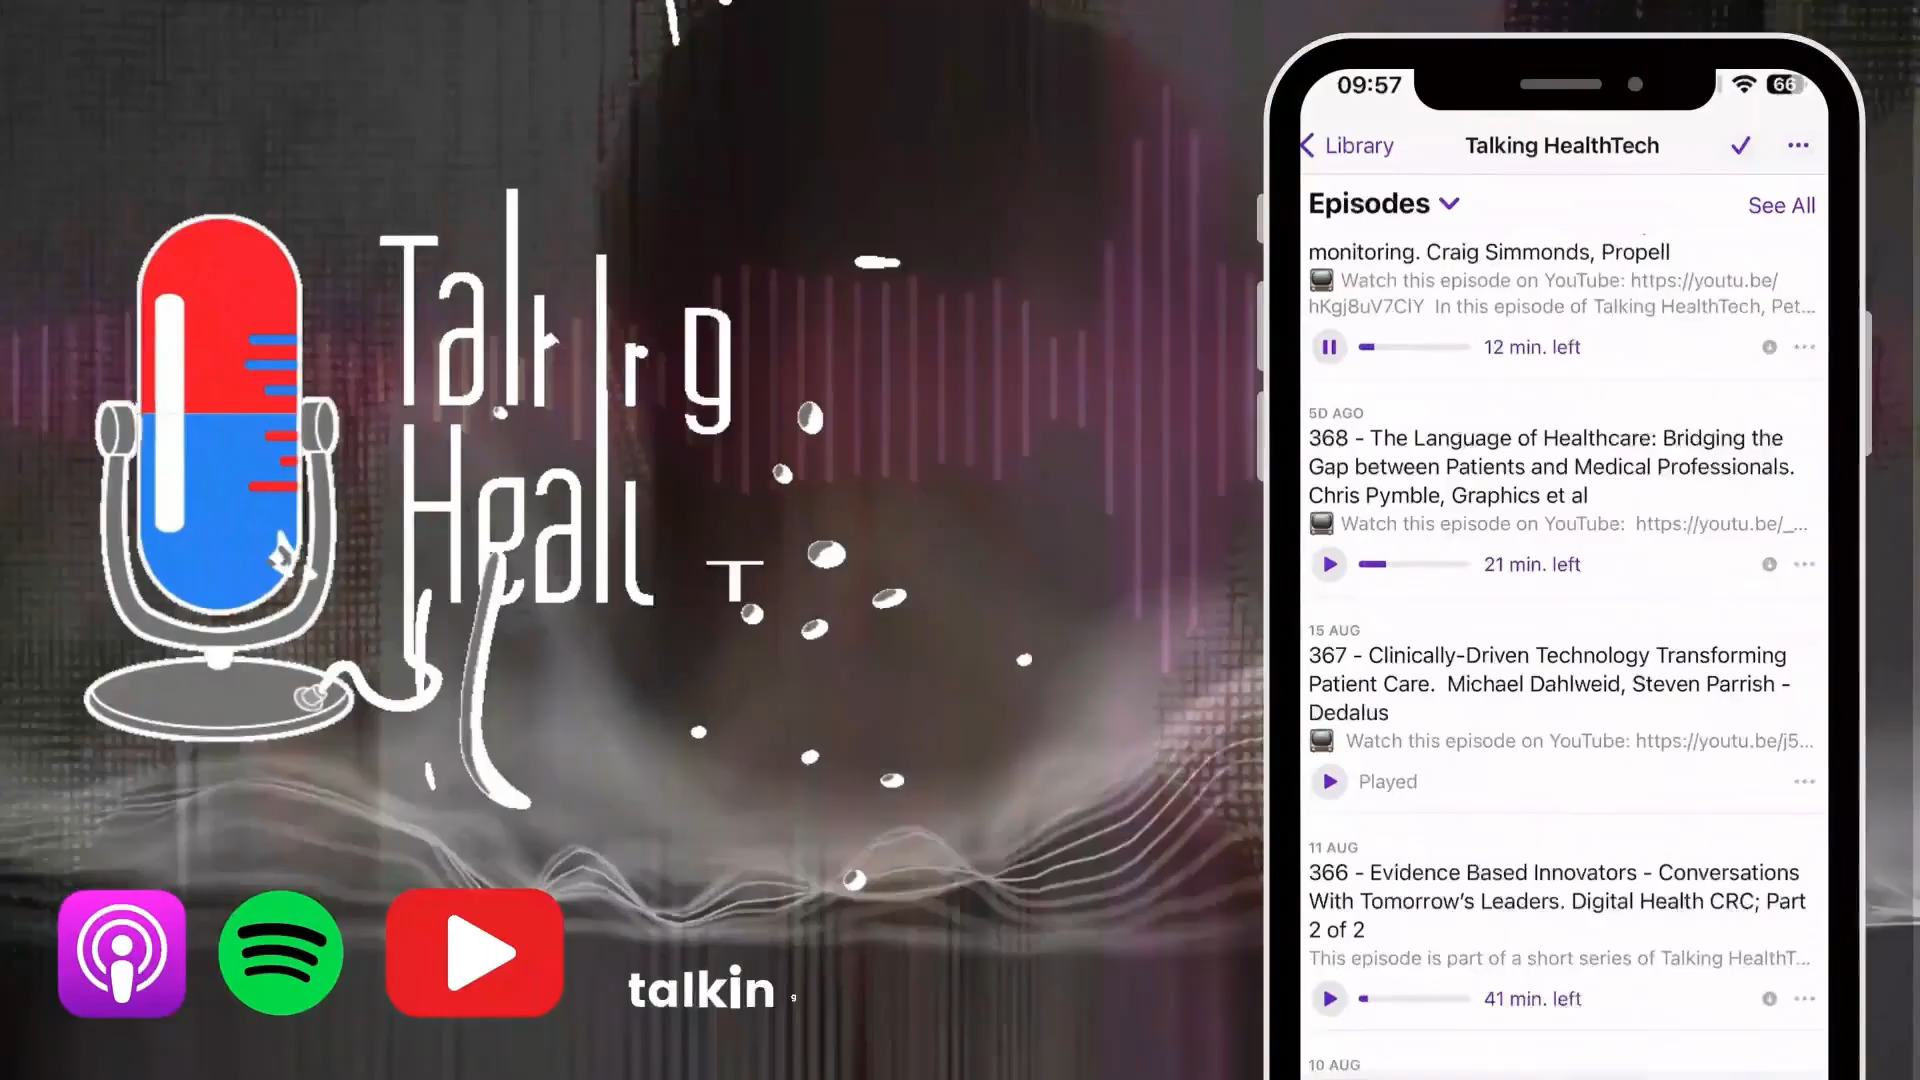 Talkırg
Healt
T
talkin
g
09:57
66
Library
Talking HealthTech
Episodes
See All
monitoring. Craig Simmonds, Propell
Watch this episode on YouTube: https://youtu.be/
hKgj8uV7CIY In this episode of Talking HealthTech, Pet...
12 min. left
5D AGO
368 - The Language of Healthcare: Bridging the
Gap between Patients and Medical Professionals.
Chris Pymble, Graphics et al
Watch this episode on YouTube: https://youtu.be/_...
21 min. left
15 AUG
367 - Clinically-Driven Technology Transforming
Patient Care. Michael Dahlweid, Steven Parrish -
Dedalus
Watch this episode on YouTube: https://youtu.be/j5...
Played
11 AUG
366 - Evidence Based Innovators - Conversations
With Tomorrow's Leaders. Digital Health CRC; Part
2 of 2
This episode is part of a short series of Talking HealthT...
41 min. left
10 AUG